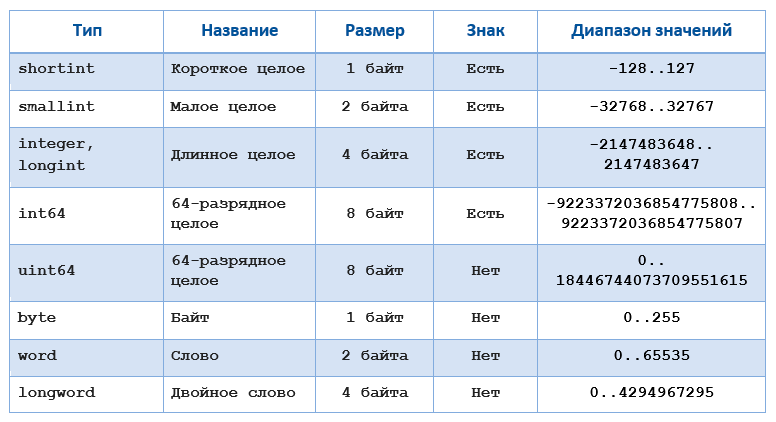 Тип Название Размер Знак Диапазон значений
shortint Короткое целое 1 байт Есть -128..127
smallint Малое целое 2 байта Есть -32768..32767
integer, longint Длинное целое 4 байта Есть -2147483648.. 2147483647
int64 64-разрядное целое 8 байт Есть -9223372036854775808.. 9223372036854775807
uint64 64-разрядное целое 8 байт Нет 0.. 18446744073709551615
byte Байт 1 байт Нет 0..255
word Слово 2 байта Нет 0..65535
longword Двойное слово 4 байта Нет 0..4294967295